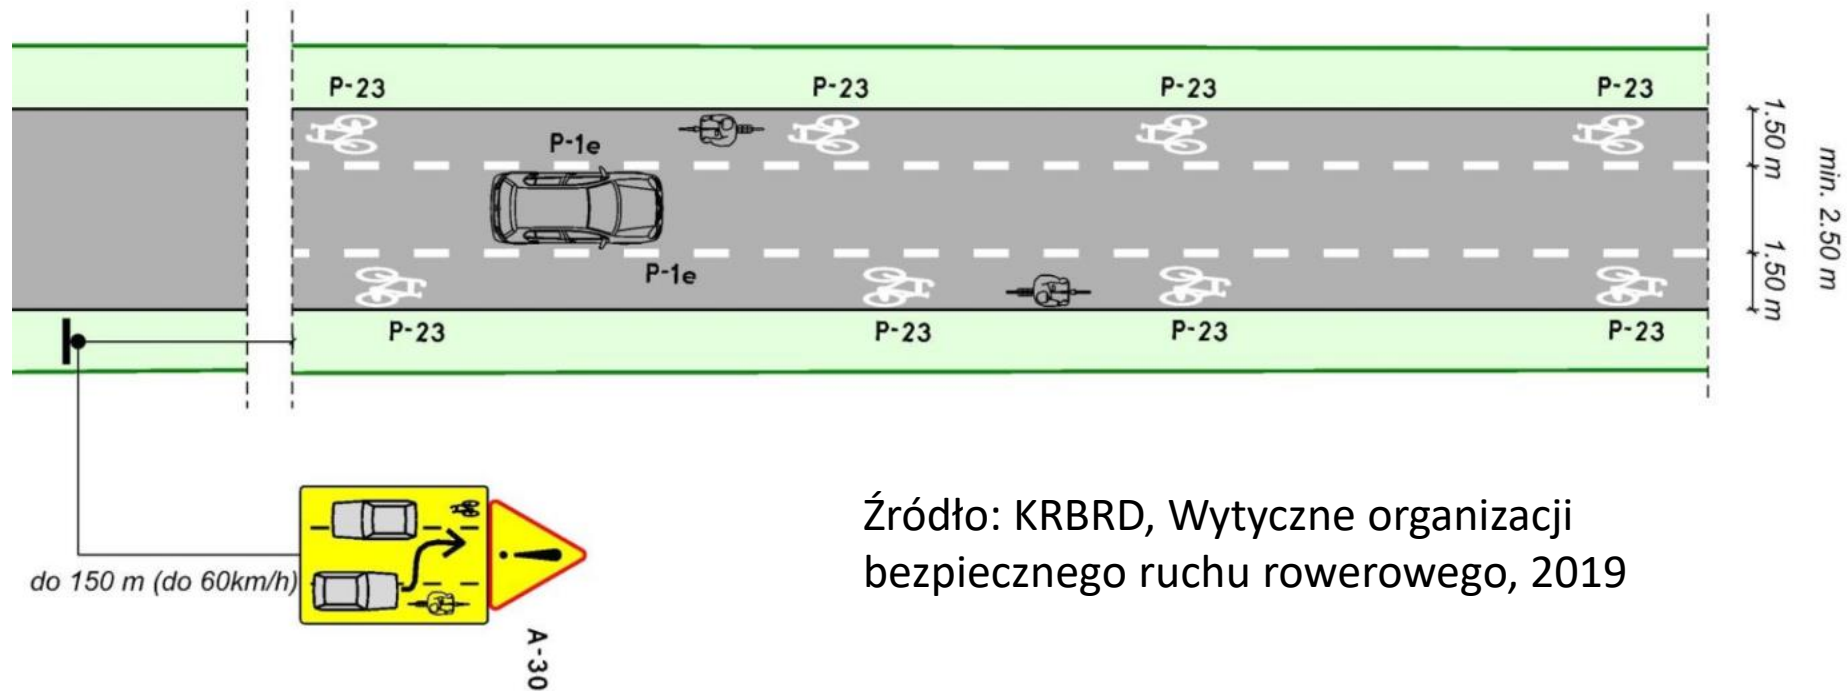 P-23 P-23 P-23 P-23
P-1e
1.50 m
min. 2.50 m
1.50 m
P-1e
P-23 P-23 P-23 P-23
do 150 m (do 60km/h)
A-30
Źródło: KRBRD, Wytyczne organizacji
bezpiecznego ruchu rowerowego, 2019